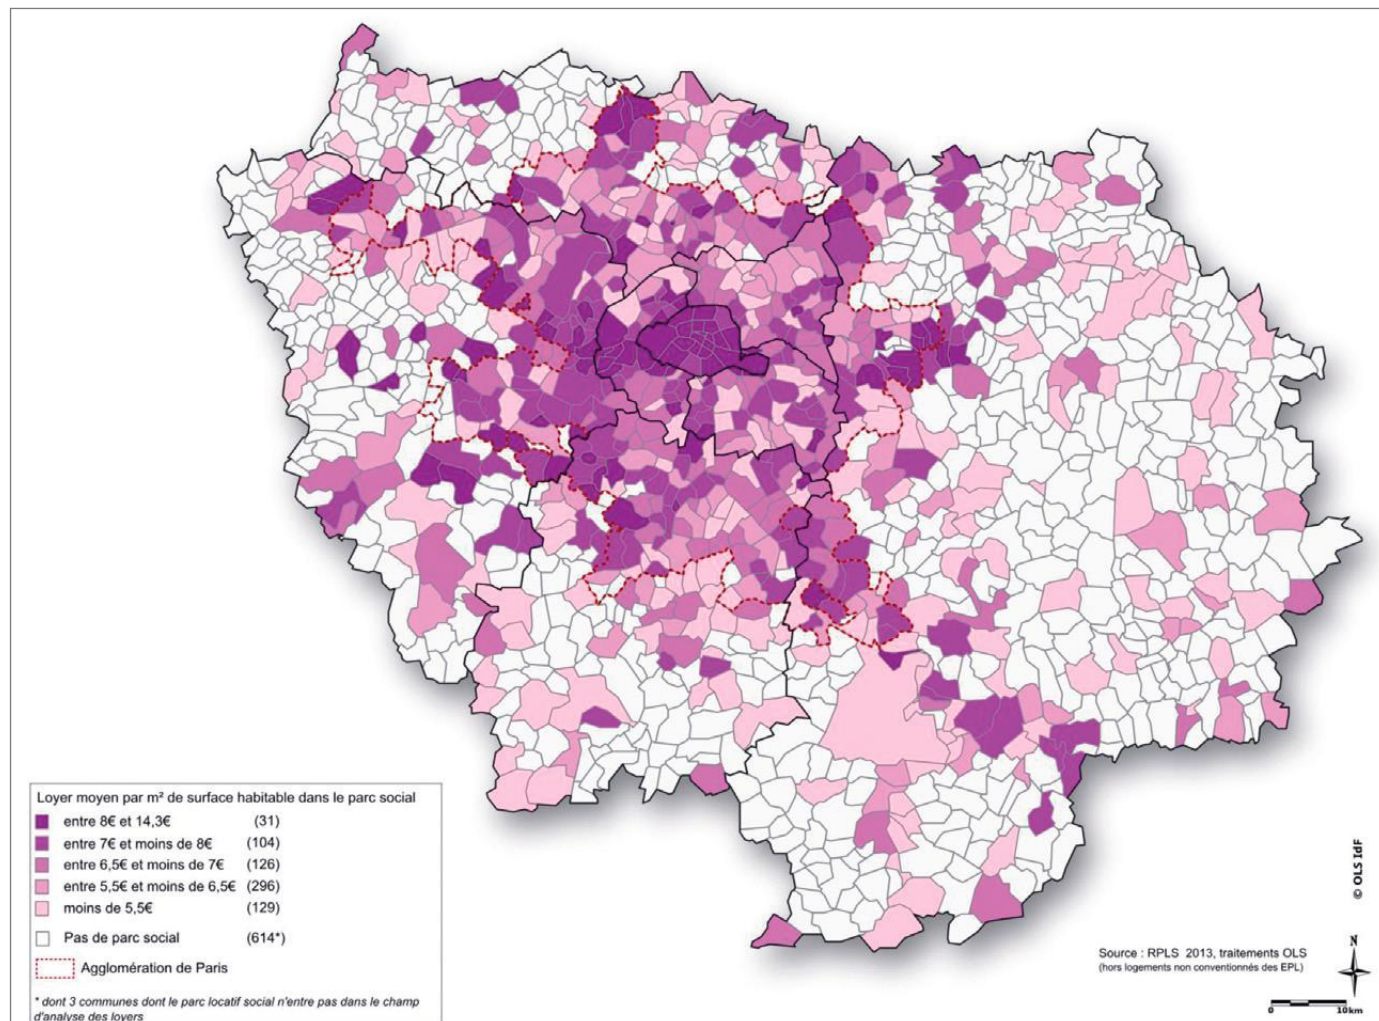 Loyer moyen par m² de surface habitable dans le parc social
entre 8€ et 14,3€ (31)
entre 7€ et moins de 8€ (104)
entre 6,5€ et moins de 7€ (126)
entre 5,5€ et moins de 6,5€ (296)
moins de 5,5€ (129)
Pas de parc social (614*)
Agglomération de Paris
* dont 3 communes dont le parc locatif social n'entre pas dans le champ
d'analyse des loyers
© OLS IdF
Source : RPLS 2013, traitements OLS
(hors logements non conventionnés des EPL)
N
0 10km